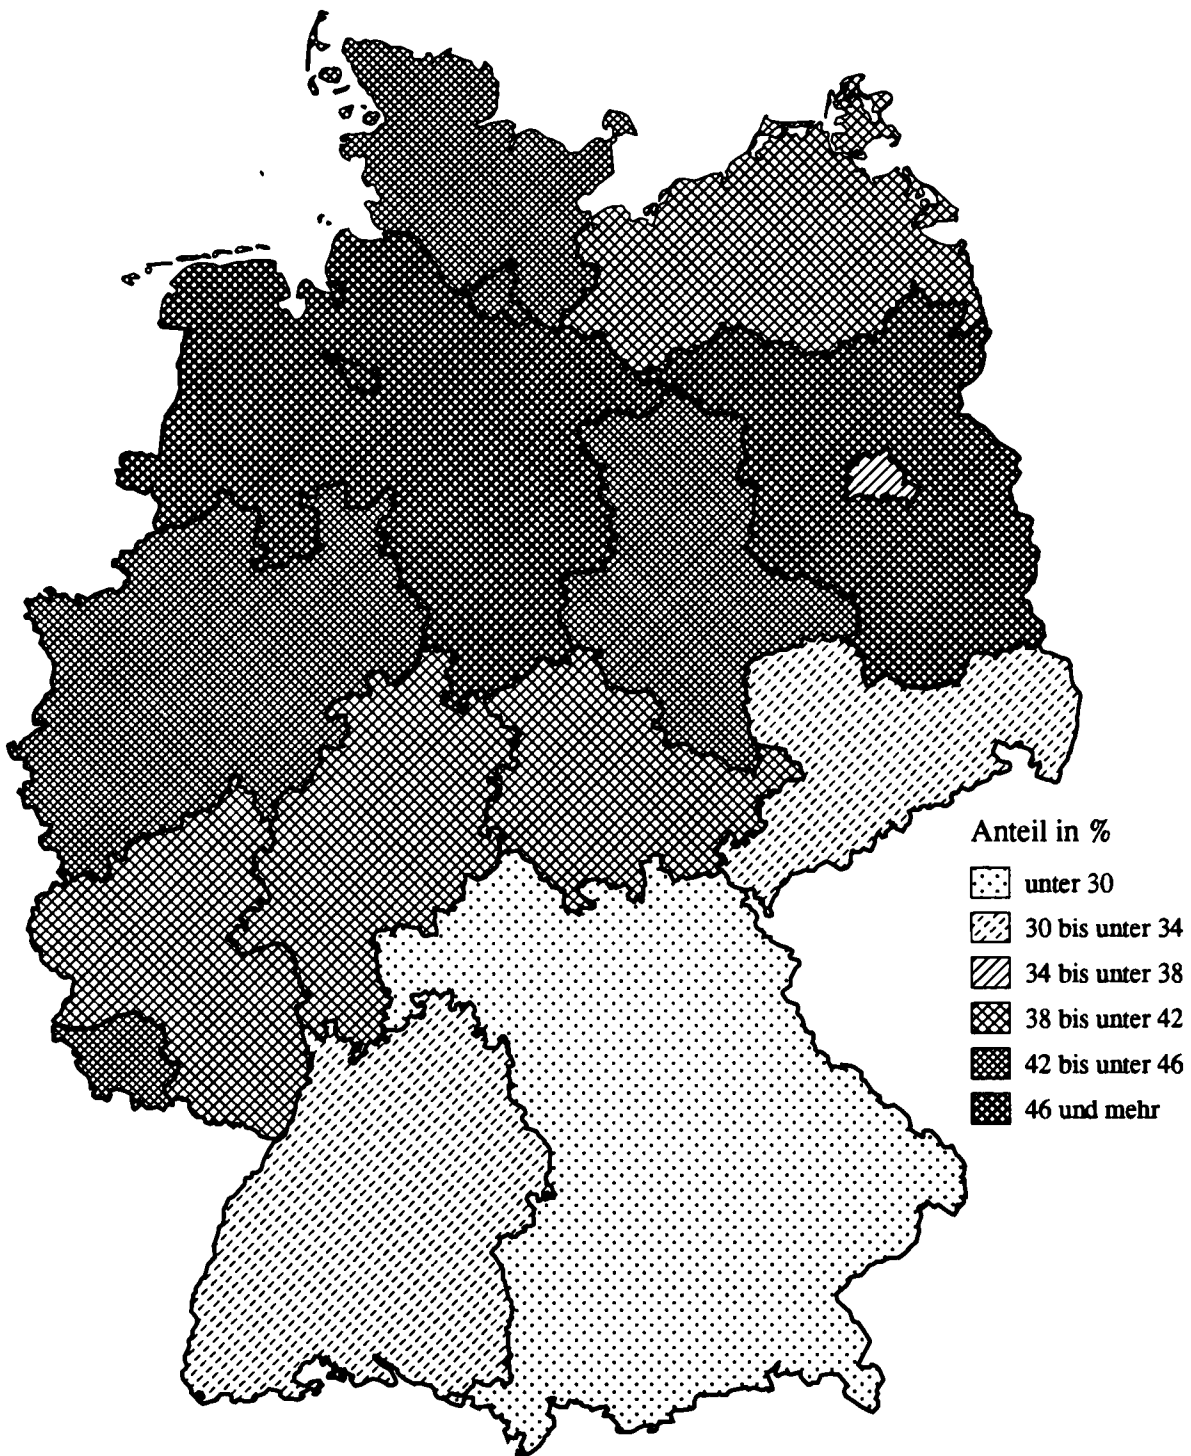 Anteil in %
unter 30
30 bis unter 34
34 bis unter 38
38 bis unter 42
42 bis unter 46
46 und mehr